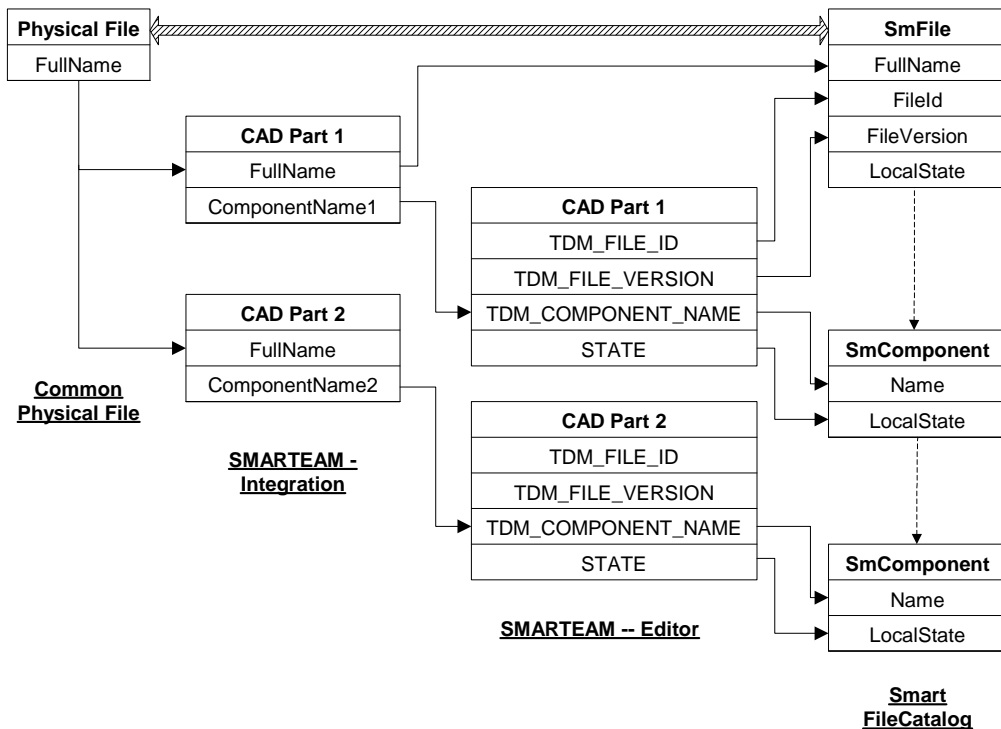 Physical File
FullName
CAD Part 1
FullName
ComponentName1
CAD Part 2
FullName
ComponentName2
Common
Physical File
SMARTEAM -
Integration
CAD Part 1
TDM_FILE_ID
TDM_FILE_VERSION
TDM_COMPONENT_NAME
STATE
CAD Part 2
TDM_FILE_ID
TDM_FILE_VERSION
TDM_COMPONENT_NAME
STATE
SMARTEAM -- Editor
SmFile
FullName
FileId
FileVersion
LocalState
SmComponent
Name
LocalState
SmComponent
Name
LocalState
Smart
FileCatalog